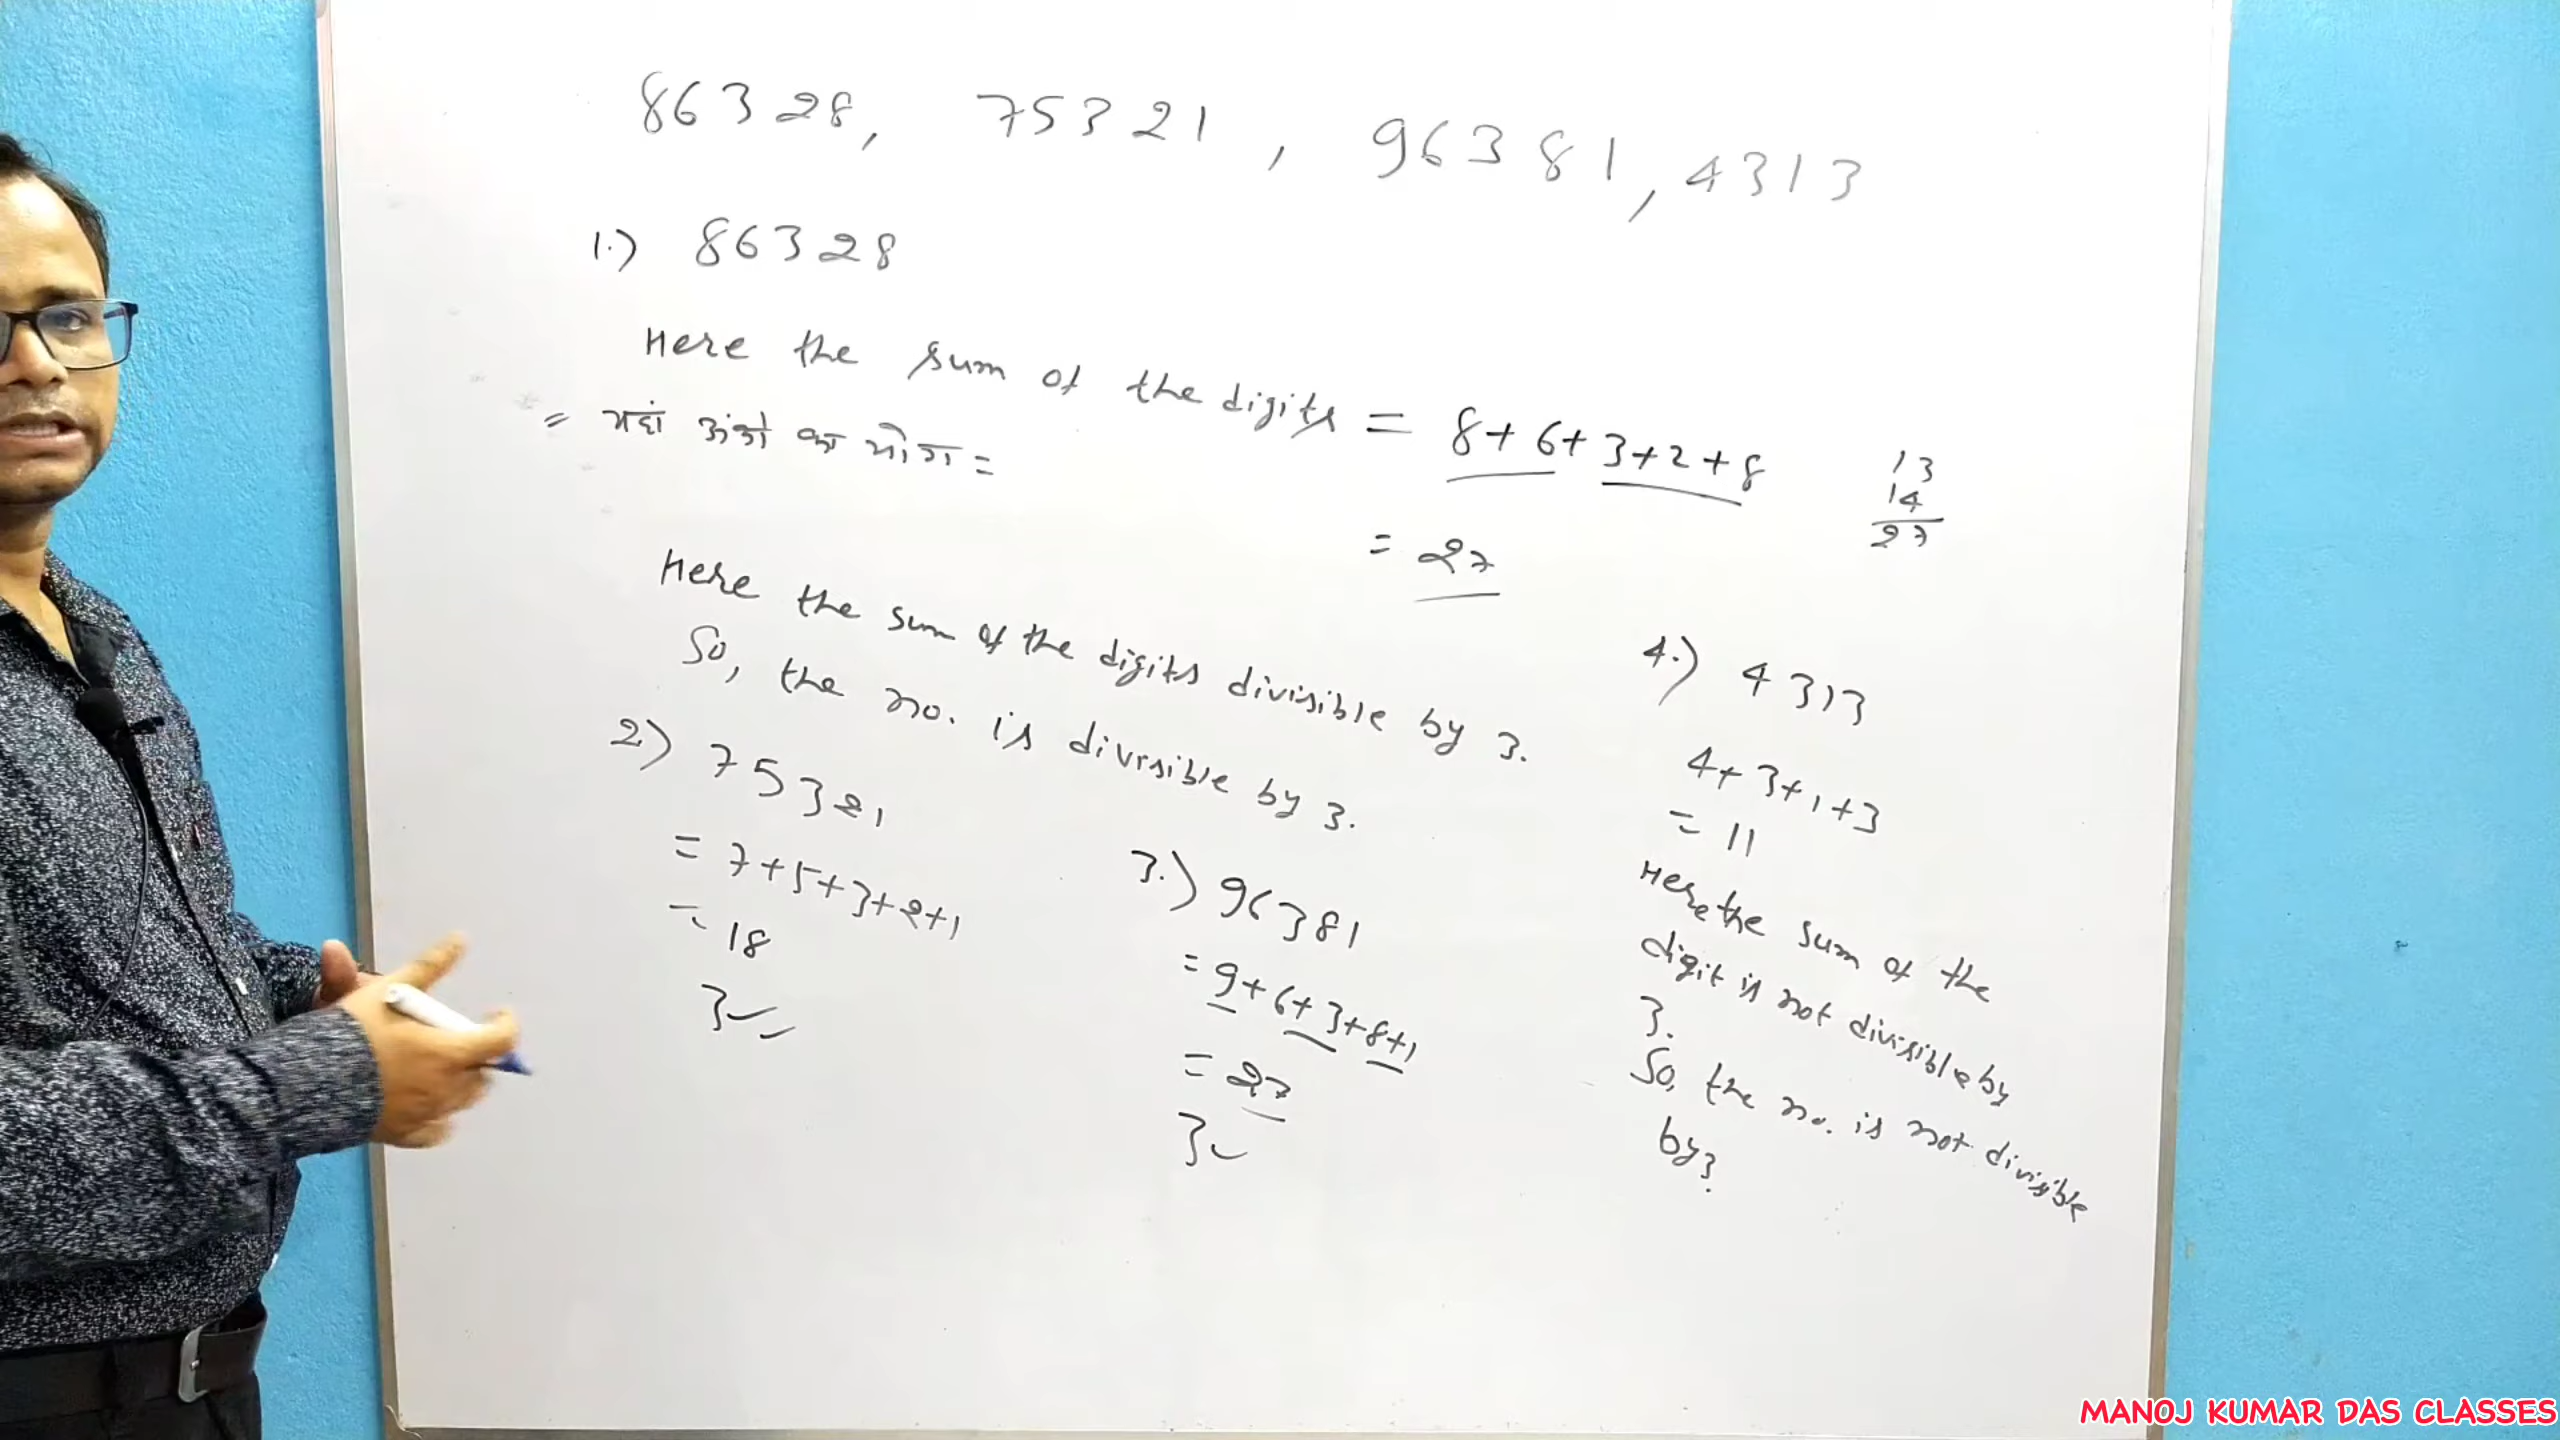 86328, 75321, 96381, 4313
1.) 86328
Here the sum of the digits = 8+6+3+2+8
= यहां अंको का योग =
13
14
27
= 27
Here the sum of the digits divisible by 3.
So, the no. is divisible by 3.
2) 75321
= 7+5+3+2+1
= 18
3
3.) 96381
= 9+6+3+8+1
= 27
3
4.) 4313
4+3+1+3
= 11
Here the sum of the
digit is not divisible by
3.
So, the no. is not divisible
by 3.
MANOJ KUMAR DAS CLASSES